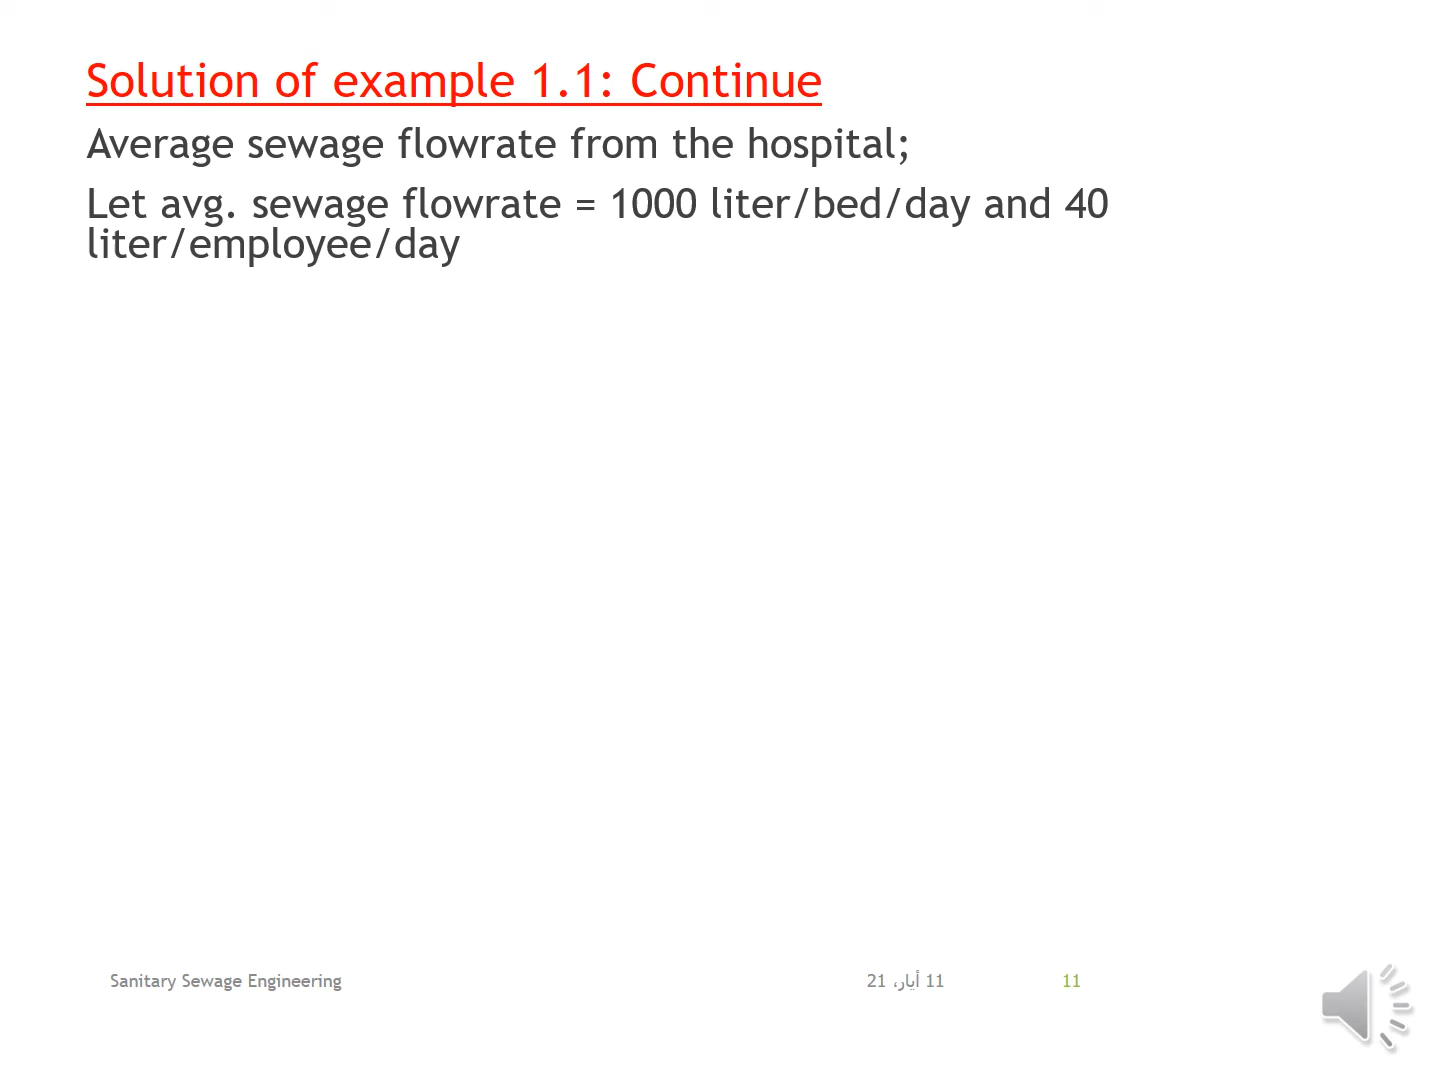 Solution of example 1.1: Continue
Average sewage flowrate from the hospital;
Let avg. sewage flowrate = 1000 liter/bed/day and 40
liter/employee/day
Sanitary Sewage Engineering
11 أيار، 21
11